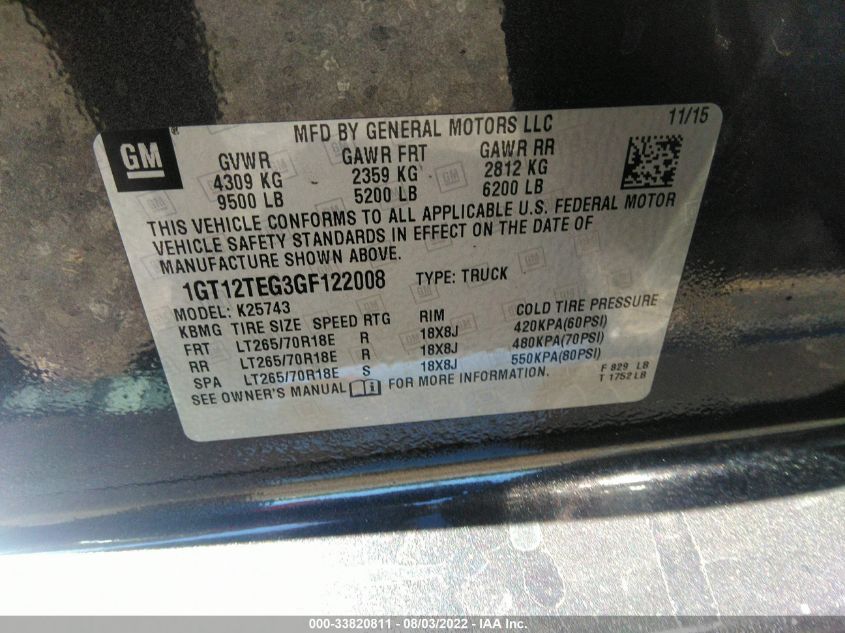 GM
MFD BY GENERAL MOTORS LLC
11/15
GVWR GAWR FRT GAWR RR
4309 KG 2359 KG 2812 KG
9500 LB 5200 LB 6200 LB
THIS VEHICLE CONFORMS TO ALL APPLICABLE U.S. FEDERAL MOTOR
VEHICLE SAFETY STANDARDS IN EFFECT ON THE DATE OF
MANUFACTURE SHOWN ABOVE.
1GT12TEG3GF122008 TYPE: TRUCK
MODEL: K25743
KBMG TIRE SIZE SPEED RTG RIM COLD TIRE PRESSURE
FRT LT265/70R18E R 18X8J 420KPA(60PSI)
RR LT265/70R18E R 18X8J 480KPA(70PSI)
SPA LT265/70R18E S 18X8J 550KPA(80PSI)
SEE OWNER'S MANUAL FOR MORE INFORMATION.
F 829 LB
T 1752 LB
000-33820811 - 08/03/2022 - IAA Inc.